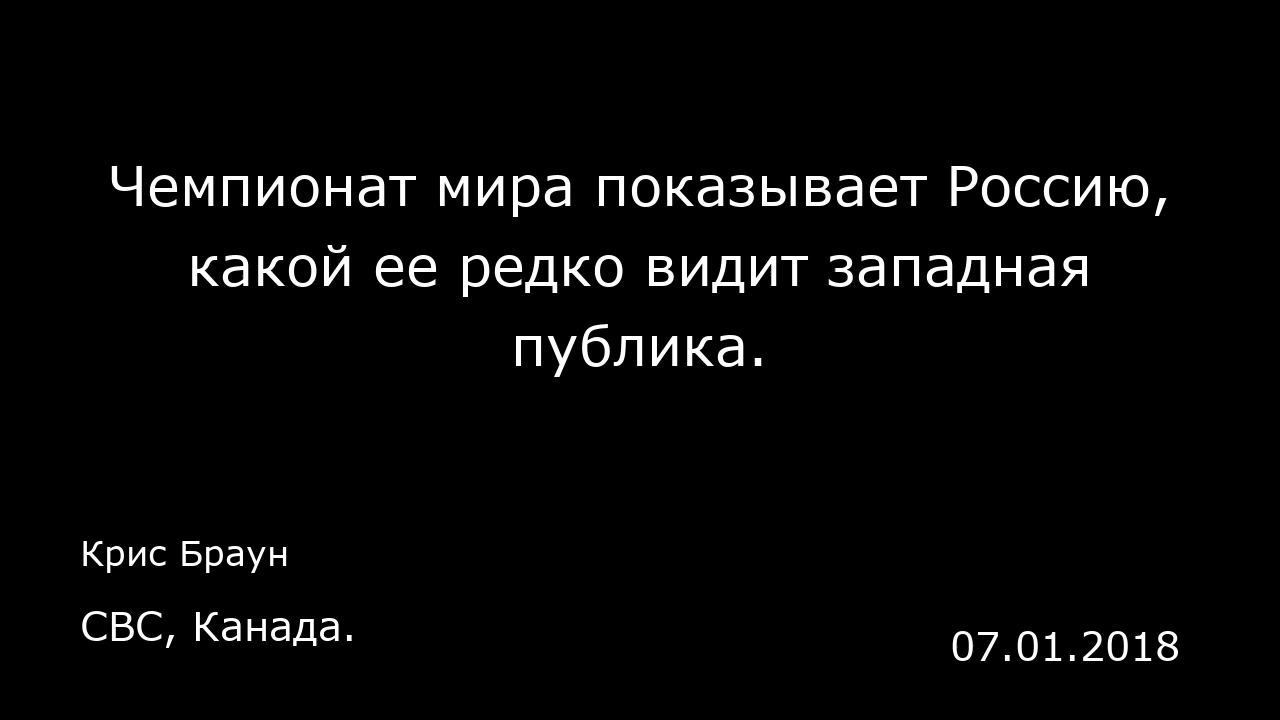 Чемпионат мира показывает Россию,
какой ее редко видит западная
публика.
Крис Браун
CBC, Канада.
07.01.2018